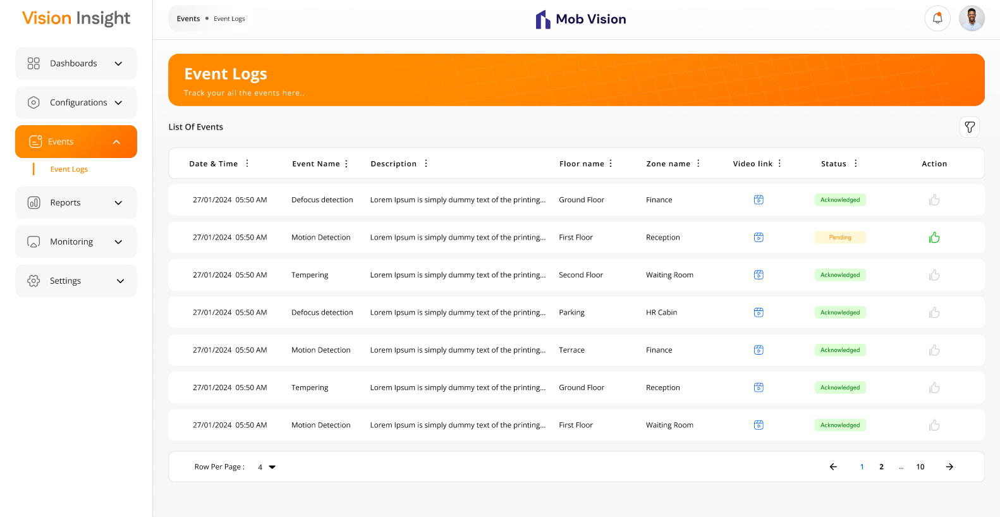 Vision Insight
Events • Event Logs
Mob Vision
Dashboards
Configurations
Events
Event Logs
Reports
Monitoring
Settings
Event Logs
Track your all the events here..
List Of Events
Date & Time Event Name Description Floor name Zone name Video link Status Action
27/01/2024 05:50 AM Defocus detection Lorem Ipsum is simply dummy text of the printing... Ground Floor Finance Acknowledged
27/01/2024 05:50 AM Motion Detection Lorem Ipsum is simply dummy text of the printing... First Floor Reception Pending
27/01/2024 05:50 AM Tempering Lorem Ipsum is simply dummy text of the printing... Second Floor Waiting Room Acknowledged
27/01/2024 05:50 AM Defocus detection Lorem Ipsum is simply dummy text of the printing... Parking HR Cabin Acknowledged
27/01/2024 05:50 AM Motion Detection Lorem Ipsum is simply dummy text of the printing... Terrace Finance Acknowledged
27/01/2024 05:50 AM Tempering Lorem Ipsum is simply dummy text of the printing... Ground Floor Reception Acknowledged
27/01/2024 05:50 AM Motion Detection Lorem Ipsum is simply dummy text of the printing... First Floor Waiting Room Acknowledged
Row Per Page : 4 1 2 ... 10